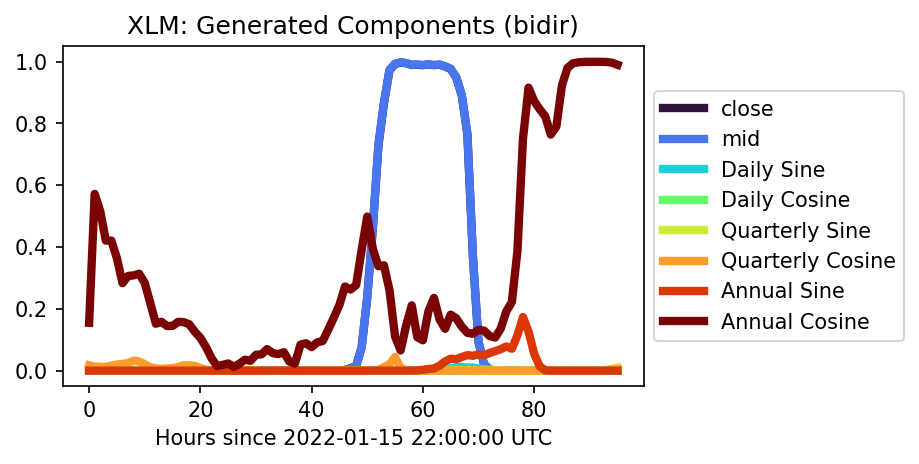 XLM: Generated Components (bidir)
1.0
0.8
0.6
0.4
0.2
0.0
0
20
40
60
80
Hours since 2022-01-15 22:00:00 UTC
close
mid
Daily Sine
Daily Cosine
Quarterly Sine
Quarterly Cosine
Annual Sine
Annual Cosine